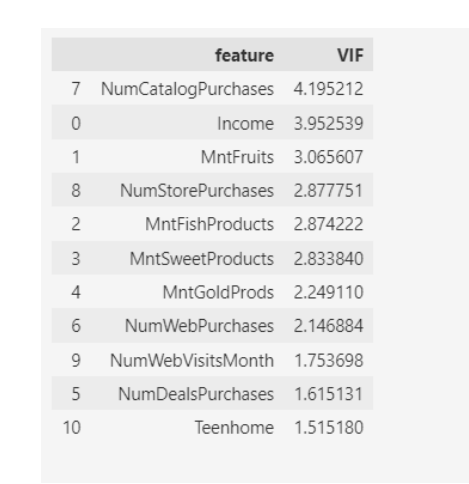 feature VIF
7 NumCatalogPurchases 4.195212
0 Income 3.952539
1 MntFruits 3.065607
8 NumStorePurchases 2.877751
2 MntFishProducts 2.874222
3 MntSweetProducts 2.833840
4 MntGoldProds 2.249110
6 NumWebPurchases 2.146884
9 NumWebVisitsMonth 1.753698
5 NumDealsPurchases 1.615131
10 Teenhome 1.515180